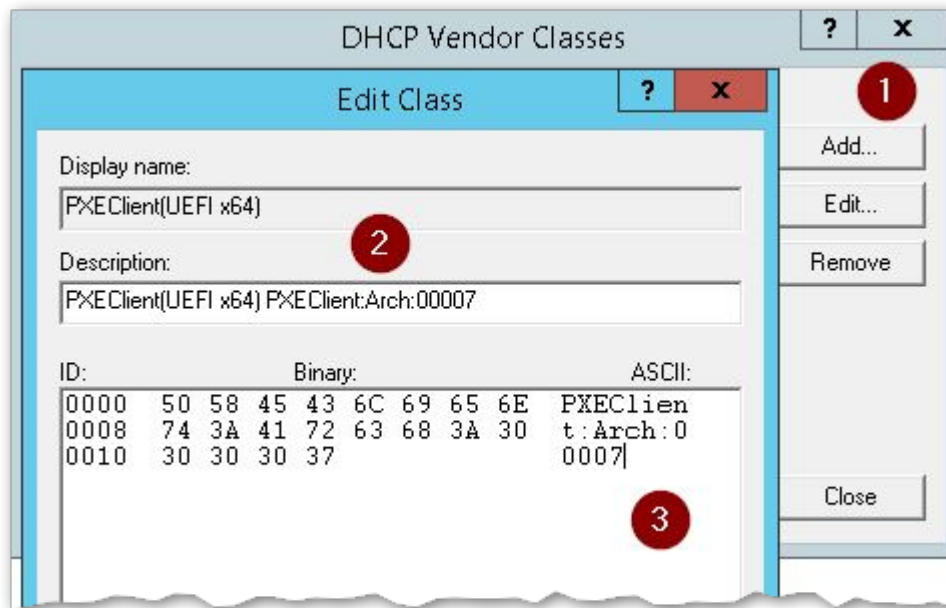 DHCP Vendor Classes
? x
Edit Class
? x
1
Add...
Display name:
PXEClient(UEFI x64)
Edit...
2
Description:
Remove
PXEClient(UEFI x64) PXEClient:Arch:00007
ID: Binary: ASCII:
0000 50 58 45 43 6C 69 65 6E PXEClien
0008 74 3A 41 72 63 68 3A 30 t:Arch:0
0010 30 30 30 37 0007
Close
3